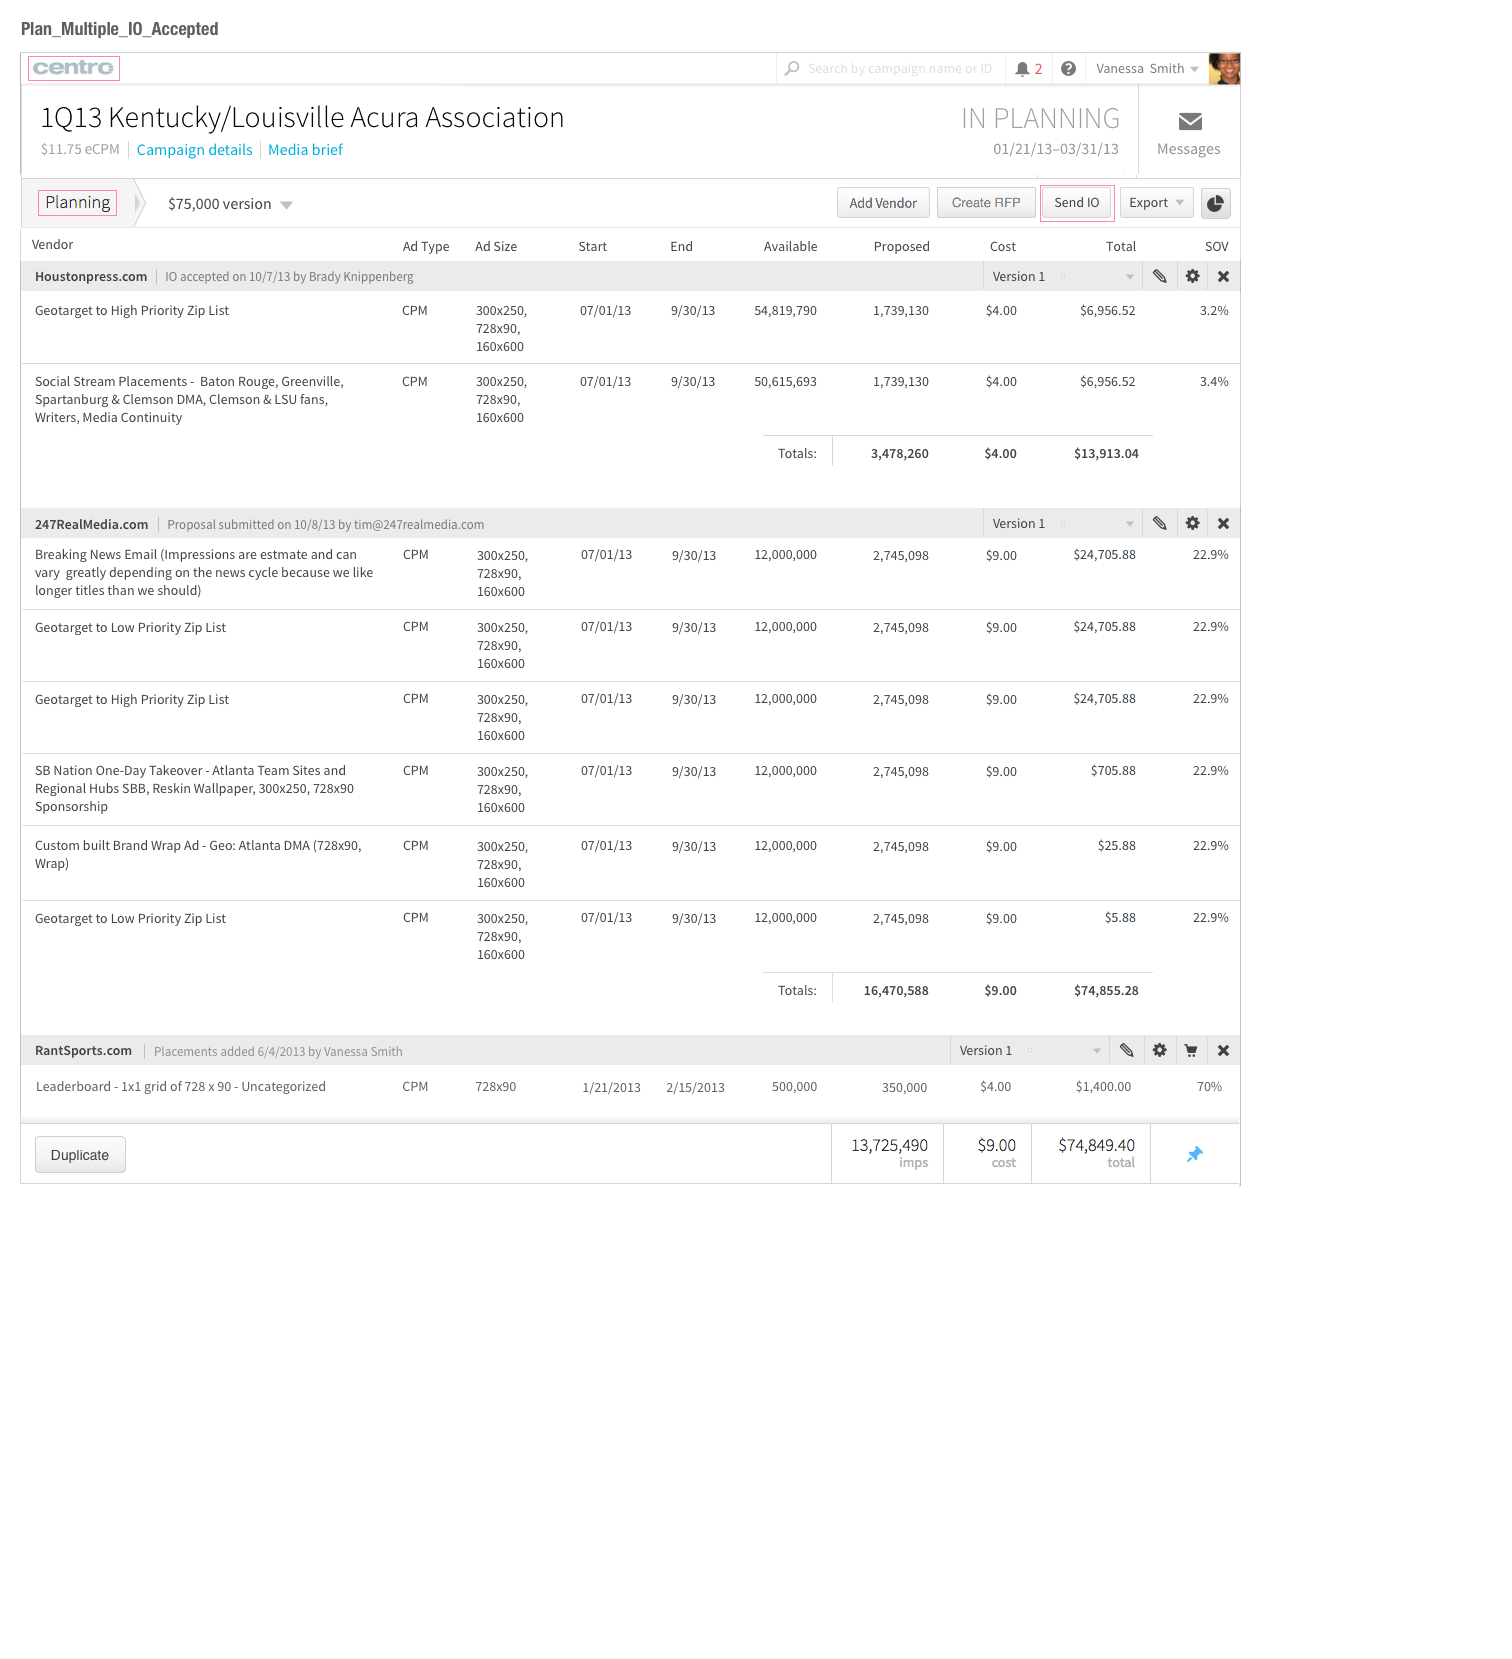 Plan_Multiple_IO_Accepted
centro
Search by campaign name or ID
2
?
Vanessa Smith
1Q13 Kentucky/Louisville Acura Association
IN PLANNING
$11.75 eCPM Campaign details Media brief
01/21/13–03/31/13
Messages
Planning
$75,000 version
Add Vendor Create RFP Send IO Export
Vendor Ad Type Ad Size Start End Available Proposed Cost Total SOV
Houstonpress.com IO accepted on 10/7/13 by Brady Knippenberg Version 1
Geotarget to High Priority Zip List CPM 300x250, 07/01/13 9/30/13 54,819,790 1,739,130 $4.00 $6,956.52 3.2%
728x90,
160x600
Social Stream Placements - Baton Rouge, Greenville, CPM 300x250, 07/01/13 9/30/13 50,615,693 1,739,130 $4.00 $6,956.52 3.4%
Spartanburg & Clemson DMA, Clemson & LSU fans, 728x90,
Writers, Media Continuity 160x600
Totals: 3,478,260 $4.00 $13,913.04
247RealMedia.com Proposal submitted on 10/8/13 by tim@247realmedia.com Version 1
Breaking News Email (Impressions are estmate and can CPM 300x250, 07/01/13 9/30/13 12,000,000 2,745,098 $9.00 $24,705.88 22.9%
vary greatly depending on the news cycle because we like 728x90,
longer titles than we should) 160x600
Geotarget to Low Priority Zip List CPM 300x250, 07/01/13 9/30/13 12,000,000 2,745,098 $9.00 $24,705.88 22.9%
728x90,
160x600
Geotarget to High Priority Zip List CPM 300x250, 07/01/13 9/30/13 12,000,000 2,745,098 $9.00 $24,705.88 22.9%
728x90,
160x600
SB Nation One-Day Takeover - Atlanta Team Sites and CPM 300x250, 07/01/13 9/30/13 12,000,000 2,745,098 $9.00 $705.88 22.9%
Regional Hubs SBB, Reskin Wallpaper, 300x250, 728x90 728x90,
Sponsorship 160x600
Custom built Brand Wrap Ad - Geo: Atlanta DMA (728x90, CPM 300x250, 07/01/13 9/30/13 12,000,000 2,745,098 $9.00 $25.88 22.9%
Wrap) 728x90,
160x600
Geotarget to Low Priority Zip List CPM 300x250, 07/01/13 9/30/13 12,000,000 2,745,098 $9.00 $5.88 22.9%
728x90,
160x600
Totals: 16,470,588 $9.00 $74,855.28
RantSports.com Placements added 6/4/2013 by Vanessa Smith Version 1
Leaderboard - 1x1 grid of 728 x 90 - Uncategorized CPM 728x90 1/21/2013 2/15/2013 500,000 350,000 $4.00 $1,400.00 70%
Duplicate
13,725,490 $9.00 $74,849.40
imps cost total